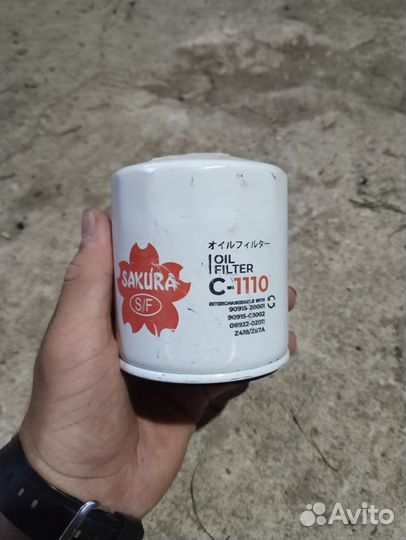 SAKURA
S/F
オイルフィルター
OIL
FILTER
C-1110
INTERCHANGEABLE WITH
90915-20001
90915-03002
08922-02011
Z418/Z67A
Avito